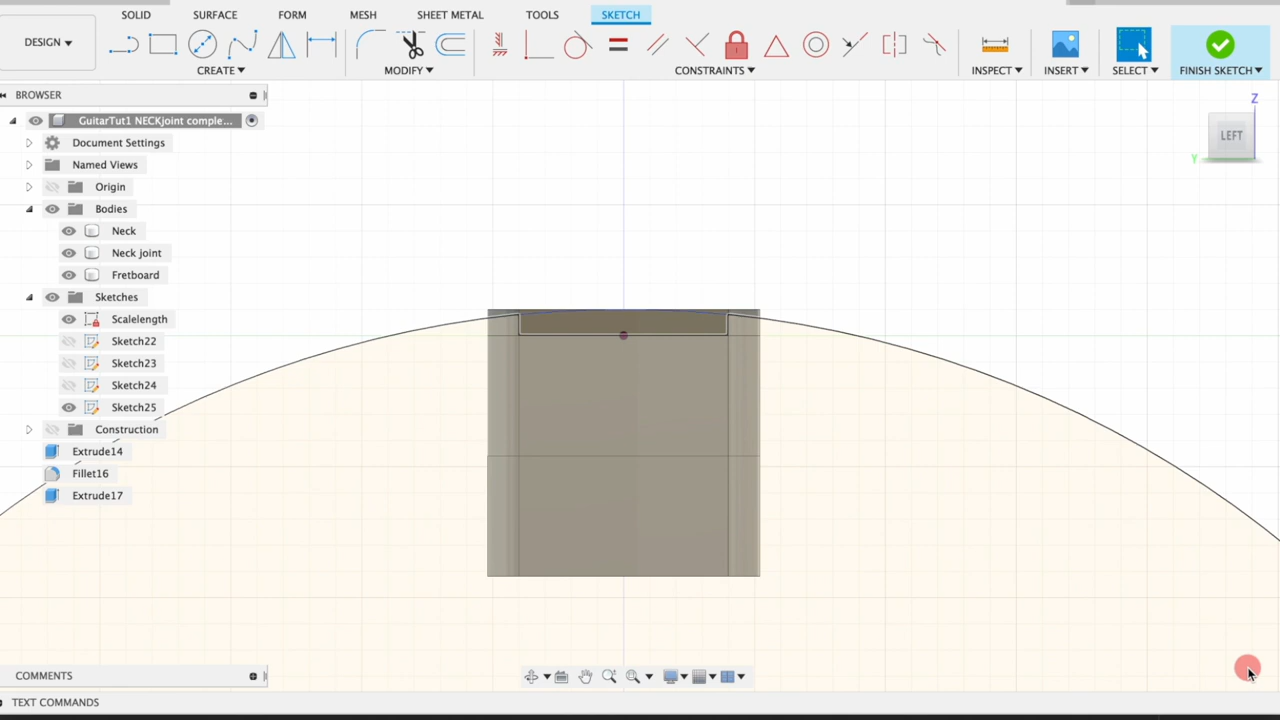 SOLID SURFACE FORM MESH SHEET METAL TOOLS SKETCH
DESIGN
CREATE MODIFY CONSTRAINTS INSPECT INSERT SELECT FINISH SKETCH
BROWSER
GuitarTut1 NECKjoint comple...
Document Settings
Named Views
Origin
Bodies
Neck
Neck joint
Fretboard
Sketches
Scalelength
Sketch22
Sketch23
Sketch24
Sketch25
Construction
Extrude14
Fillet16
Extrude17
Z
LEFT
Y
COMMENTS
TEXT COMMANDS